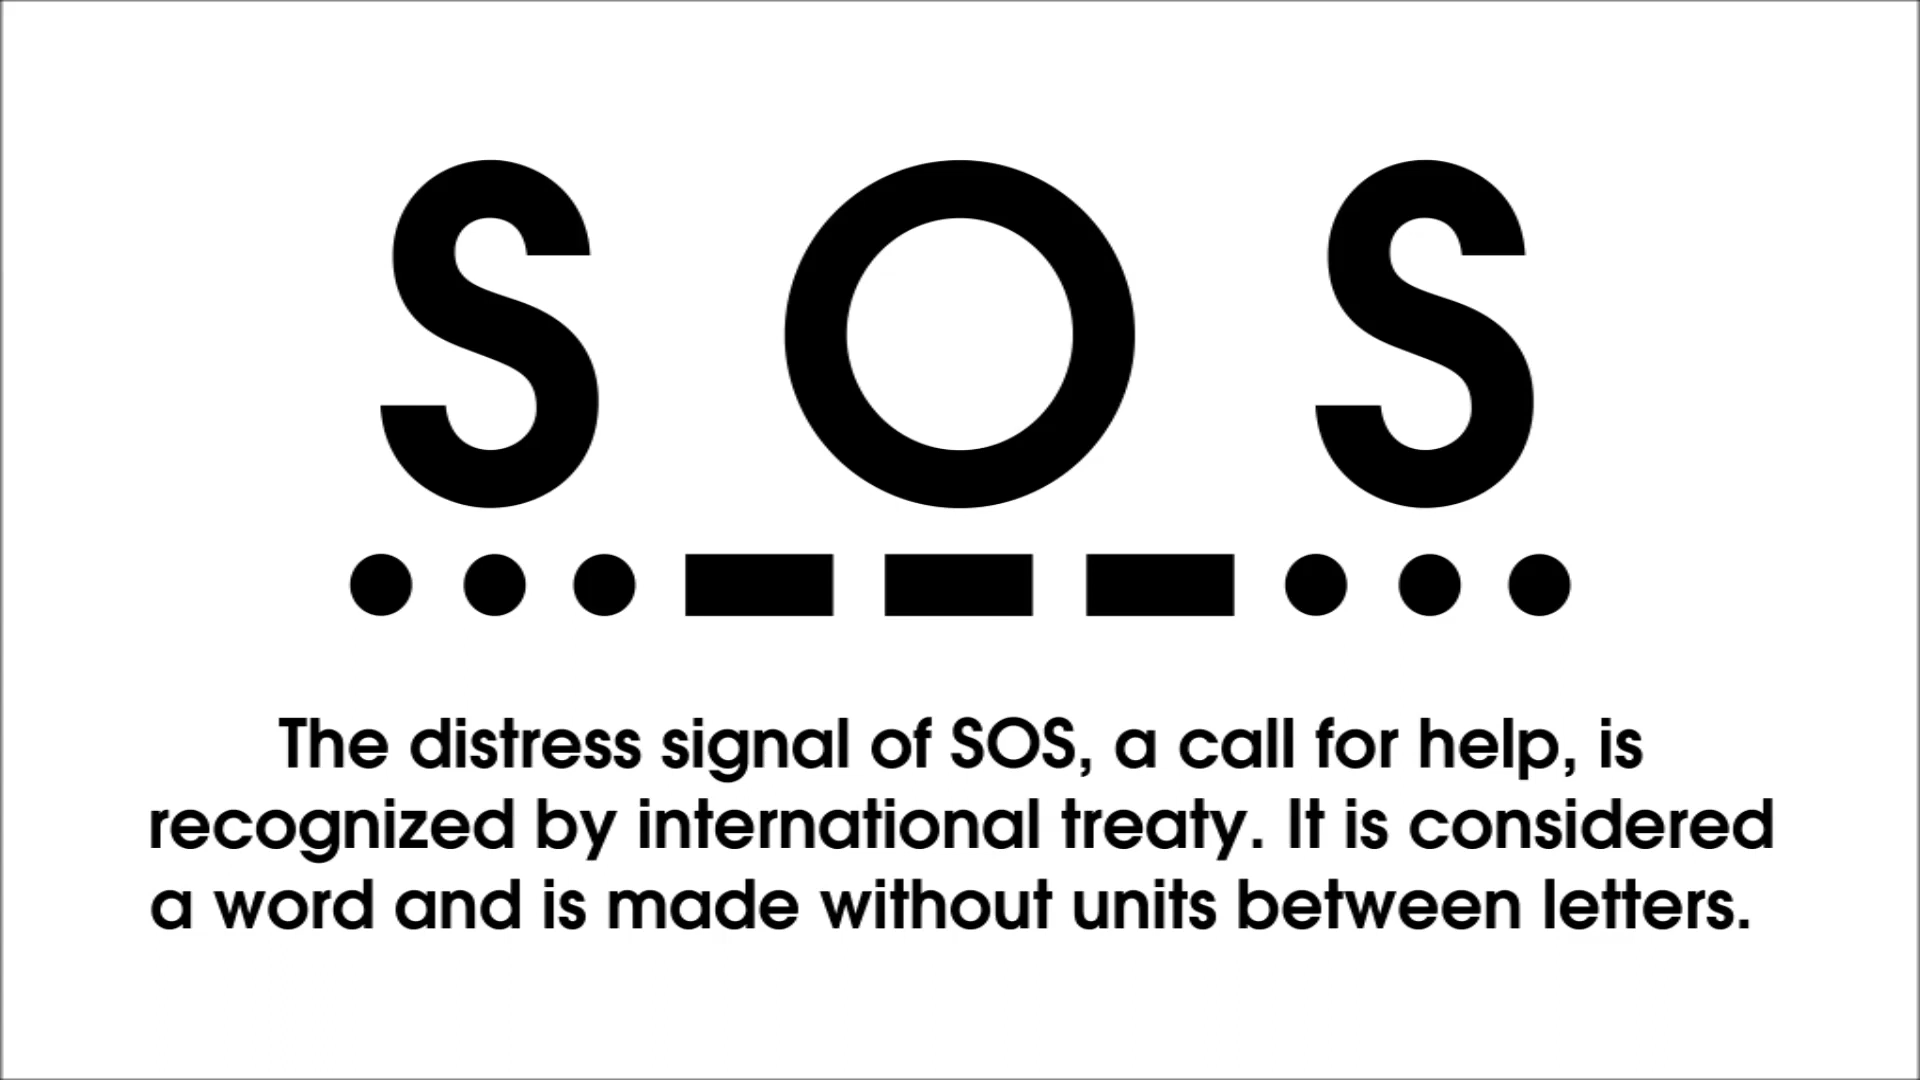 SOS
...---...
The distress signal of SOS, a call for help, is
recognized by international treaty. It is considered
a word and is made without units between letters.